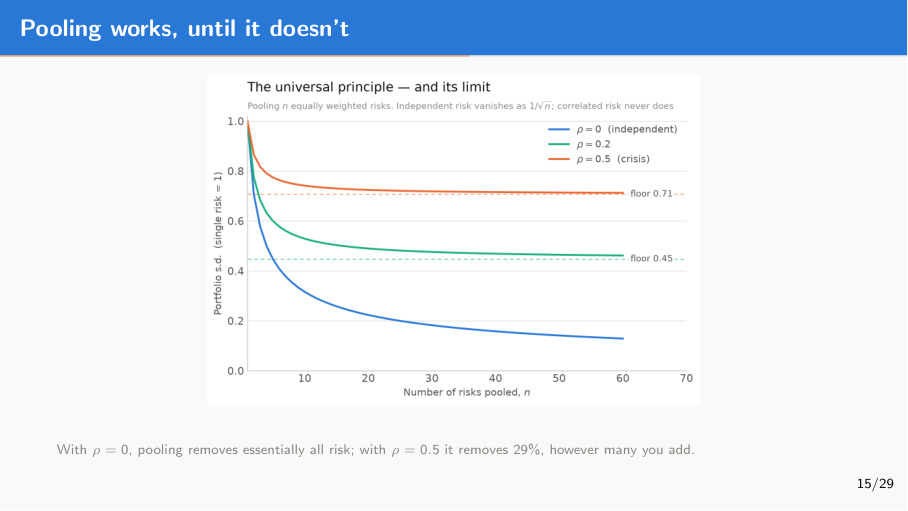 Pooling works, until it doesn't
The universal principle — and its limit
Pooling n equally weighted risks. Independent risk vanishes as 1/√n; correlated risk never does
1.0
0.8
0.6
0.4
0.2
0.0
Portfolio s.d. (single risk = 1)
ρ = 0 (independent)
ρ = 0.2
ρ = 0.5 (crisis)
floor 0.71
floor 0.45
10 20 30 40 50 60 70
Number of risks pooled, n
With ρ = 0, pooling removes essentially all risk; with ρ = 0.5 it removes 29%, however many you add.
15/29